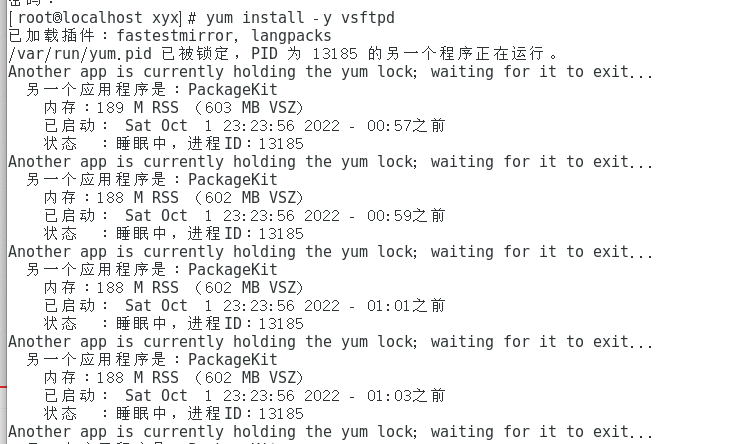 [root@localhost xyx]# yum install -y vsftpd
已加载插件：fastestmirror, langpacks
/var/run/yum.pid 已被锁定，PID 为 13185 的另一个程序正在运行。
Another app is currently holding the yum lock; waiting for it to exit...
另一个应用程序是：PackageKit
内存：189 M RSS （603 MB VSZ）
已启动： Sat Oct  1 23:23:56 2022 - 00:57之前
状态  ：睡眠中，进程ID：13185
Another app is currently holding the yum lock; waiting for it to exit...
另一个应用程序是：PackageKit
内存：188 M RSS （602 MB VSZ）
已启动： Sat Oct  1 23:23:56 2022 - 00:59之前
状态  ：睡眠中，进程ID：13185
Another app is currently holding the yum lock; waiting for it to exit...
另一个应用程序是：PackageKit
内存：188 M RSS （602 MB VSZ）
已启动： Sat Oct  1 23:23:56 2022 - 01:01之前
状态  ：睡眠中，进程ID：13185
Another app is currently holding the yum lock; waiting for it to exit...
另一个应用程序是：PackageKit
内存：188 M RSS （602 MB VSZ）
已启动： Sat Oct  1 23:23:56 2022 - 01:03之前
状态  ：睡眠中，进程ID：13185
Another app is currently holding the yum lock; waiting for it to exit...